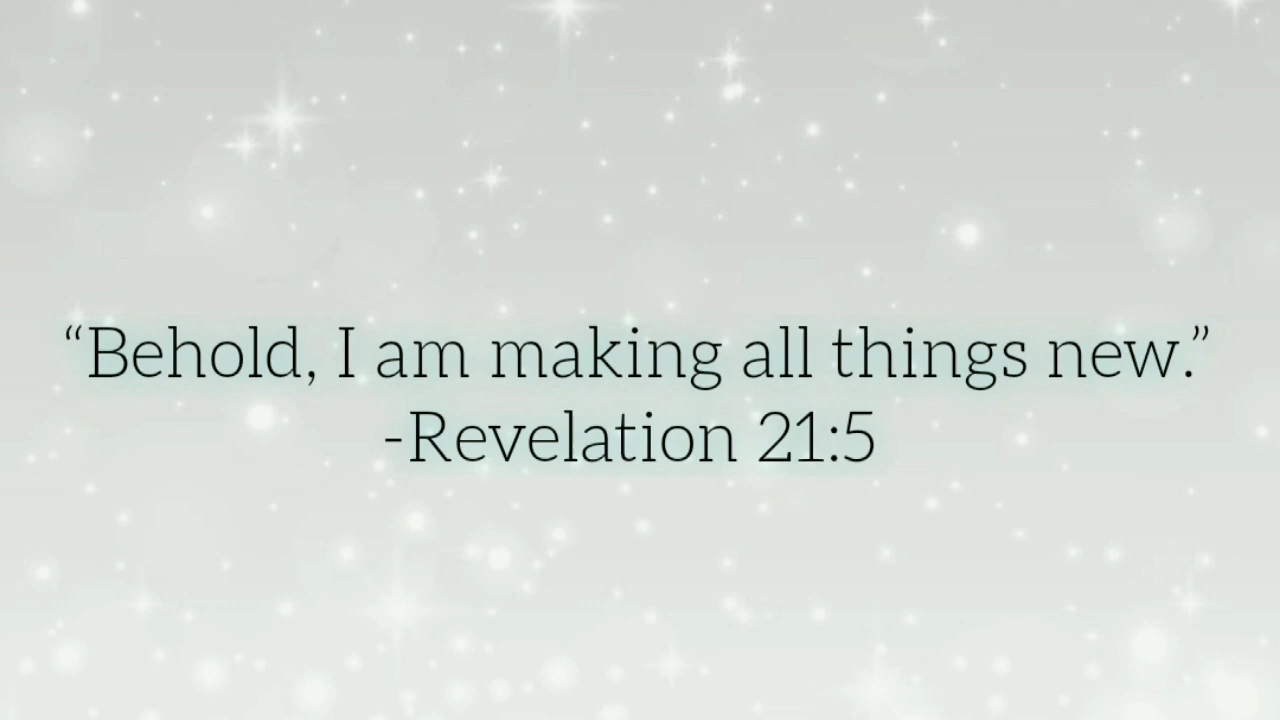 “Behold, I am making all things new.”
-Revelation 21:5